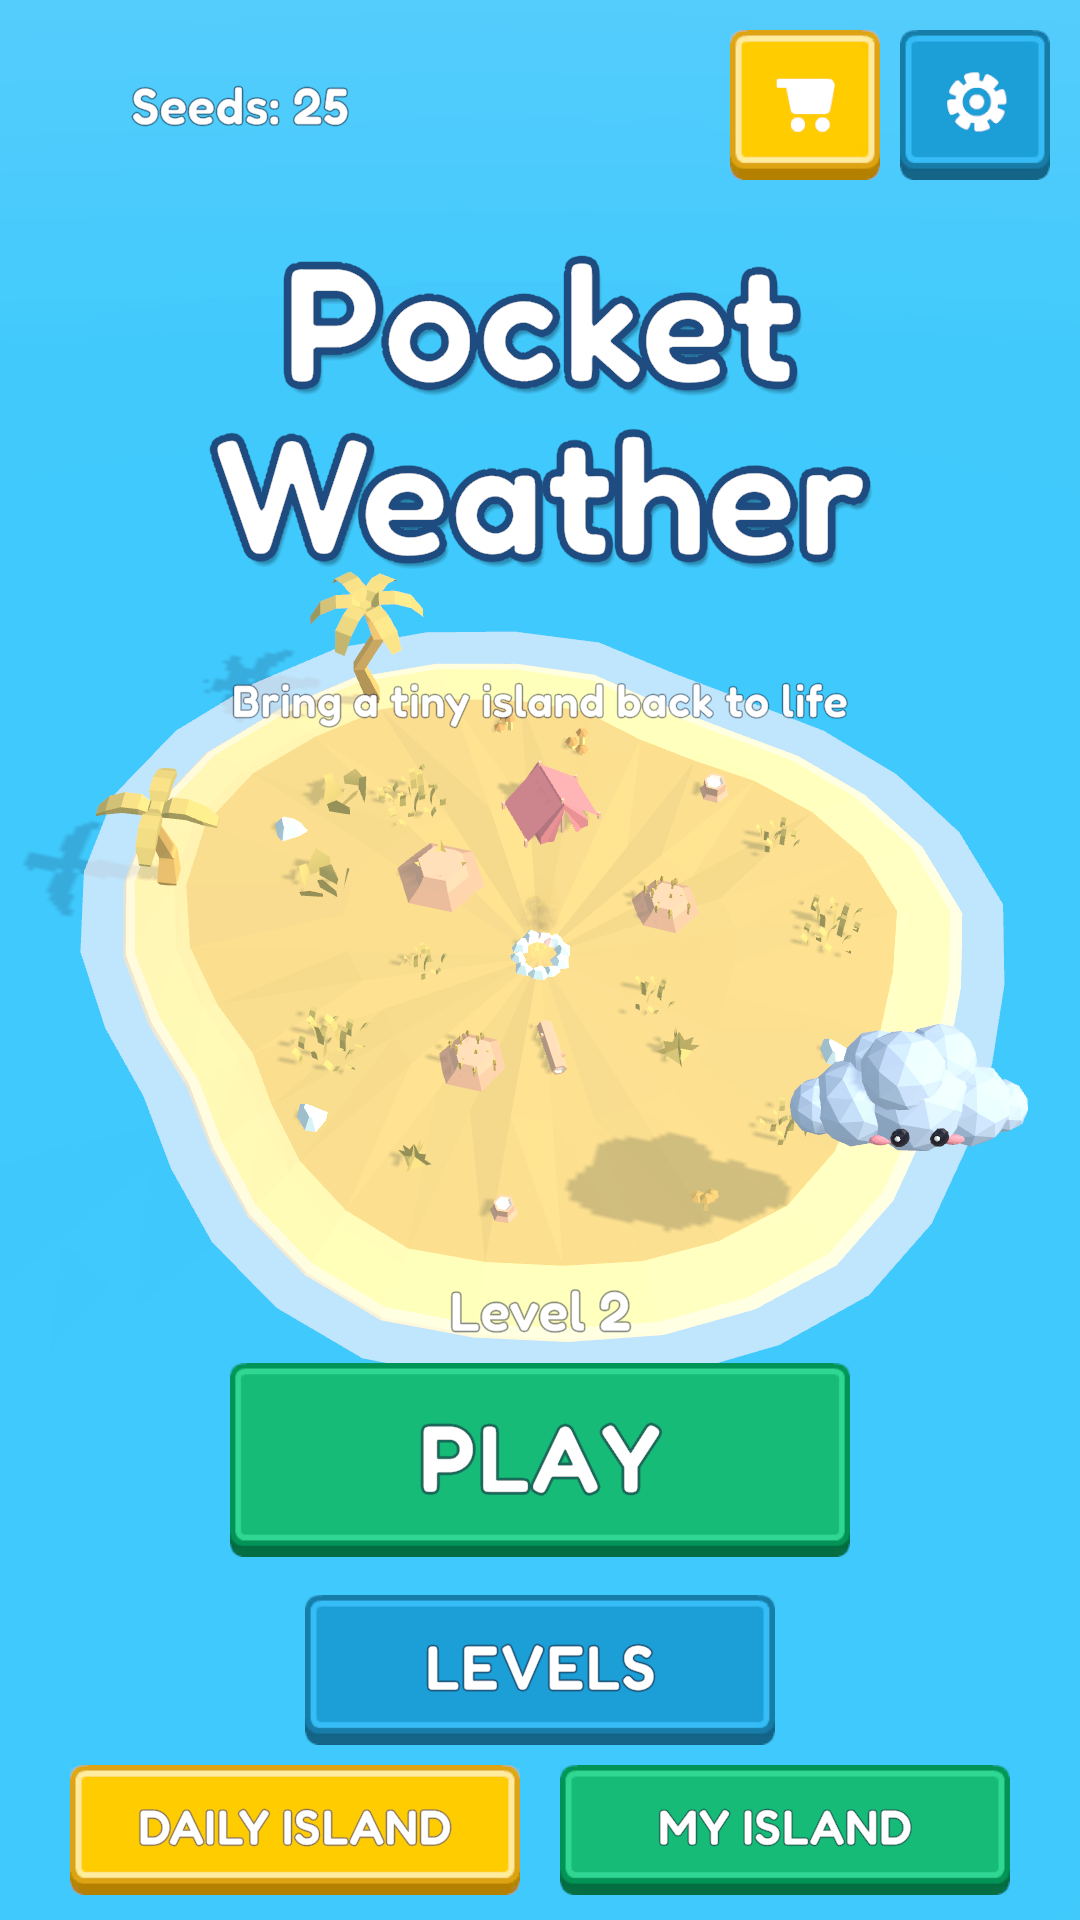 Seeds: 25
Pocket
Weather
Bring a tiny island back to life
Level 2
PLAY
LEVELS
DAILY ISLAND
MY ISLAND